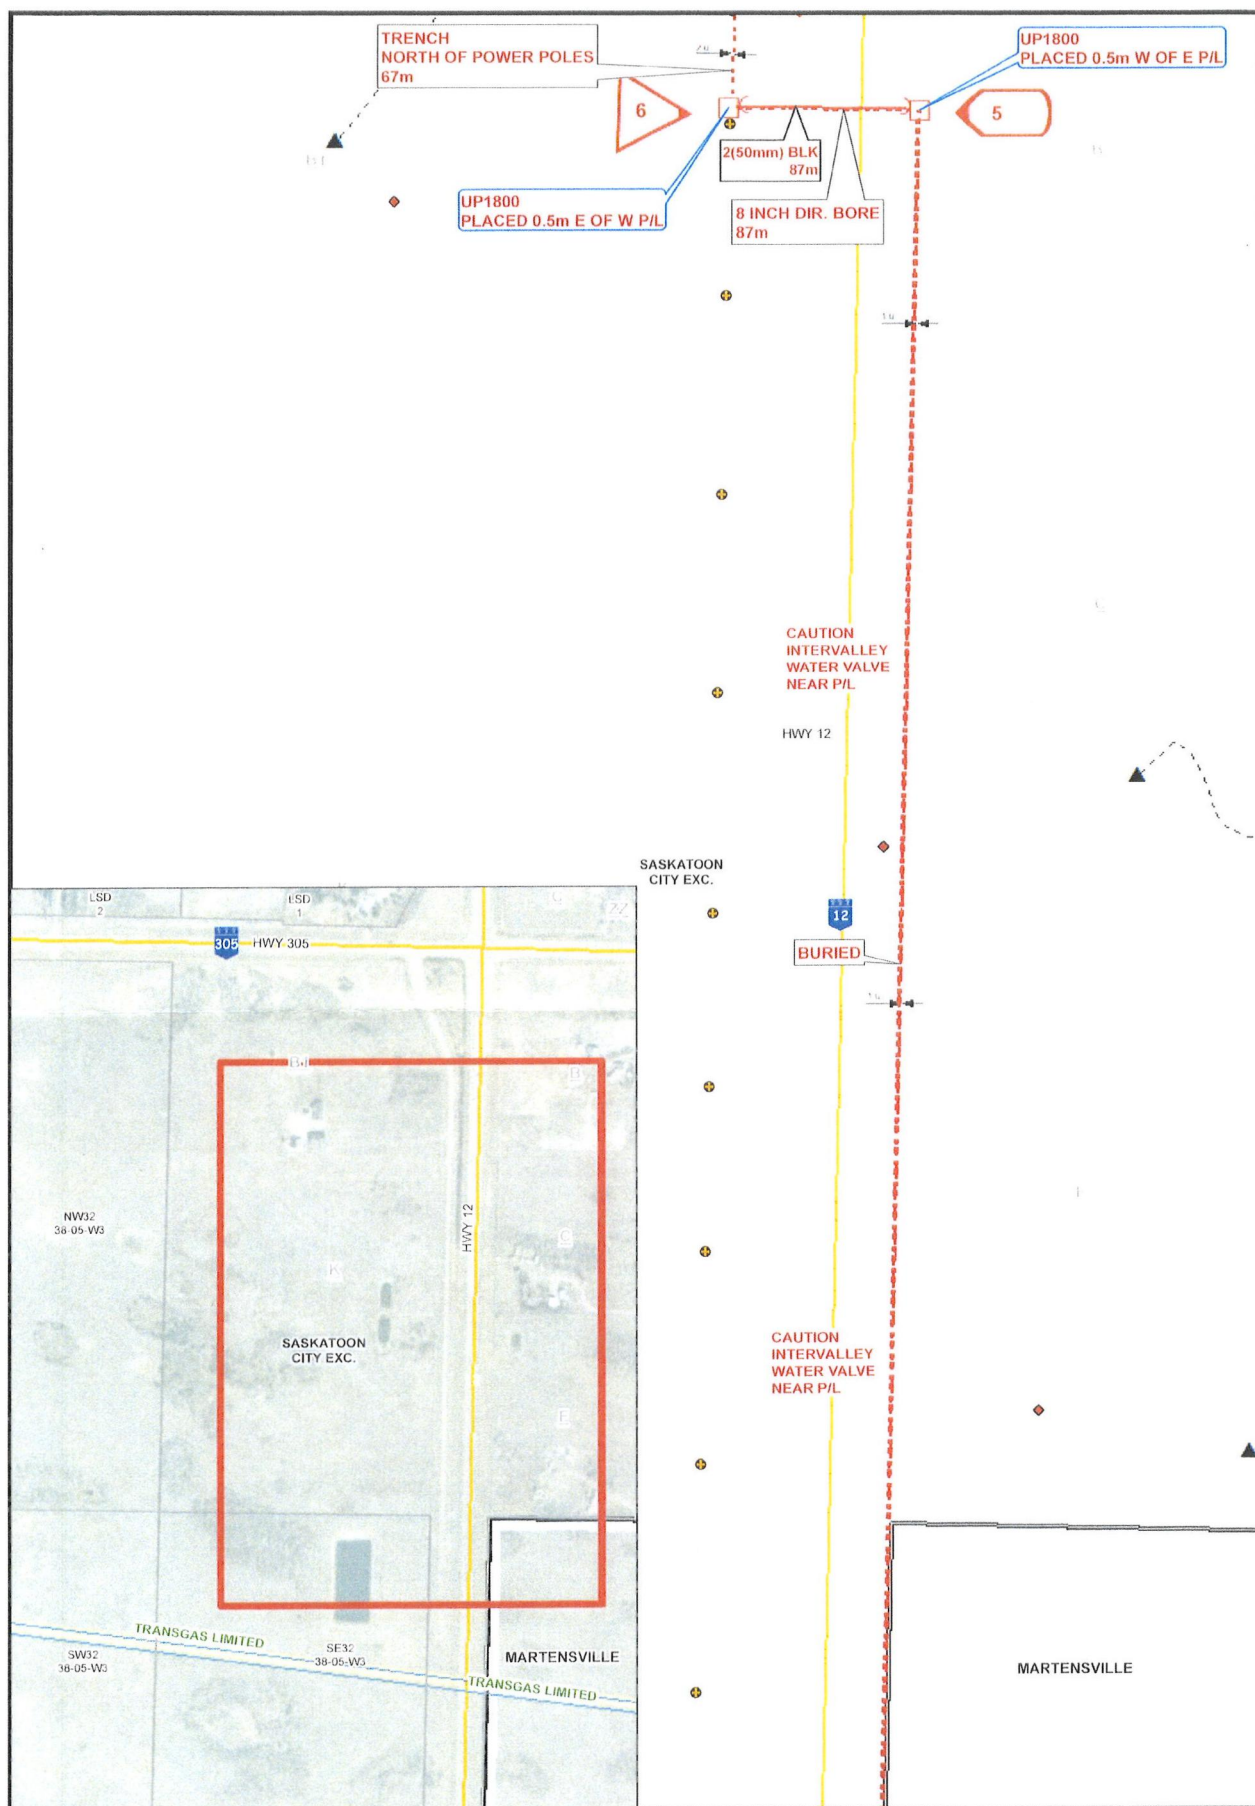 TRENCH
NORTH OF POWER POLES
67m
UP1800
PLACED 0.5m W OF E P/L
6
5
2(50mm) BLK
87m
UP1800
PLACED 0.5m E OF W P/L
8 INCH DIR. BORE
87m
B
CAUTION
INTERVALLEY
WATER VALVE
NEAR P/L
HWY 12
SASKATOON
CITY EXC.
12
BURIED
CAUTION
INTERVALLEY
WATER VALVE
NEAR P/L
MARTENSVILLE
LSD
2
LSD
1
305
HWY 305
B
NW32
38-05-W3
HWY 12
K
SASKATOON
CITY EXC.
F
TRANSGAS LIMITED
SW32
38-05-W3
SE32
38-05-W3
MARTENSVILLE
TRANSGAS LIMITED